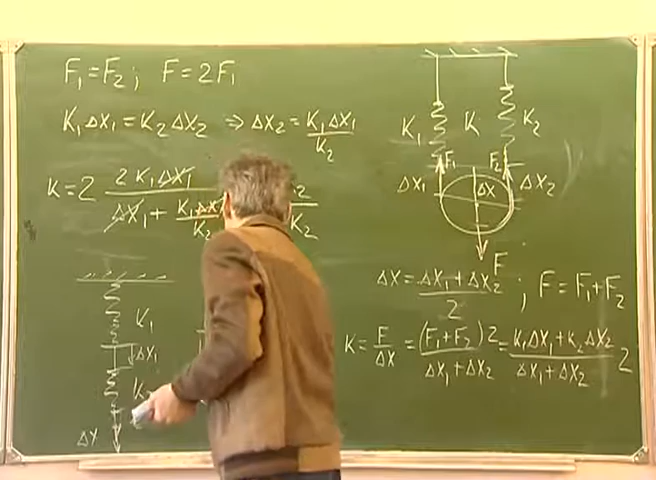 F₁=F₂; F=2F₁
K₁ΔX₁=K₂ΔX₂ ⇒ ΔX₂= K₁ΔX₁/K₂
K=2 2K₁ΔX₁/(ΔX₁+ K₁ΔX₁/K₂)
K₁
ΔX₁
ΔX
K₁ K K₂
F₁ F₂
ΔX₁ ΔX ΔX₂
F
ΔX= (ΔX₁+ΔX₂)/2; F=F₁+F₂
K= F/ΔX = (F₁+F₂)2/(ΔX₁+ΔX₂) = (K₁ΔX₁+K₂ΔX₂)/(ΔX₁+ΔX₂) 2